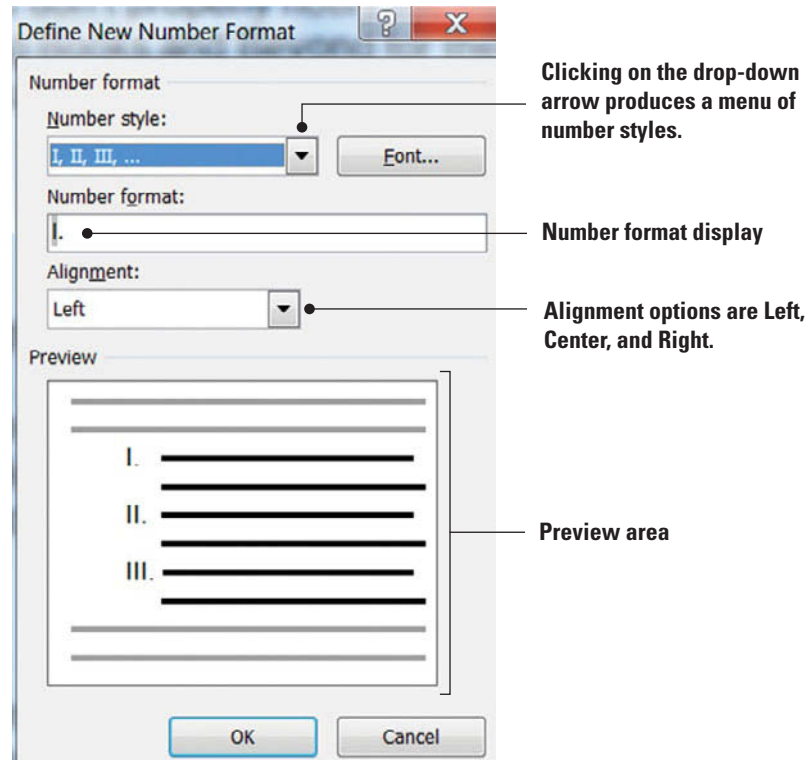 Define New Number Format
Number format
Number style:
I, II, III, ...
Font...
Number format:
I.
Alignment:
Left
Preview
I.
II.
III.
OK
Cancel
Clicking on the drop-down
arrow produces a menu of
number styles.
Number format display
Alignment options are Left,
Center, and Right.
Preview area